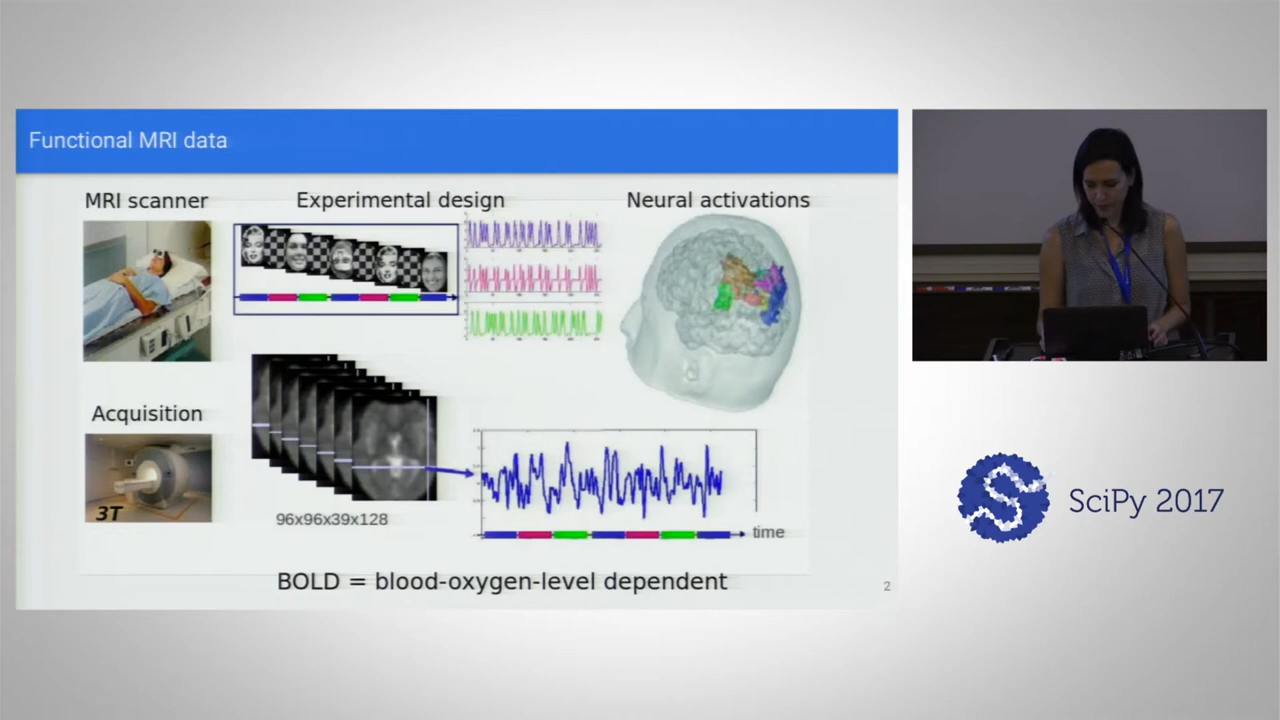 Functional MRI data
MRI scanner
Experimental design
Neural activations
Acquisition
3T
96x96x39x128
time
BOLD = blood-oxygen-level dependent
2
SciPy 2017